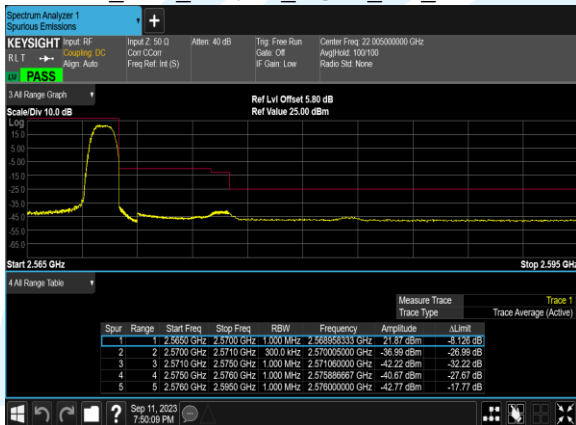 Spectrum Analyzer 1
Spurious Emissions
+
KEYSIGHT Input: RF Input Z: 50 Ω Atten: 40 dB Trig: Free Run Center Freq: 22.005000000 GHz
RLT Coupling: DC Corr CCorr Gate: Off Avg|Hold: 100/100
Align: Auto Freq Ref: Int (S) IF Gain: Low Radio Std: None
PASS
3 All Range Graph
Ref Lvl Offset 5.80 dB
Scale/Div 10.0 dB Ref Value 25.00 dBm
Log
15.0
5.00
-5.00
-15.0
-25.0
-35.0
-45.0
-55.0
-65.0
Start 2.565 GHz Stop 2.595 GHz
4 All Range Table
Measure Trace Trace 1
Trace Type Trace Average (Active)
Spur Range Start Freq Stop Freq RBW Frequency Amplitude ΔLimit
1 1 2.5650 GHz 2.5700 GHz 1.000 MHz 2.568958333 GHz 21.87 dBm -8.126 dB
2 2 2.5700 GHz 2.5710 GHz 300.0 kHz 2.570005000 GHz -36.99 dBm -26.99 dB
3 3 2.5710 GHz 2.5750 GHz 1.000 MHz 2.571060000 GHz -42.22 dBm -32.22 dB
4 4 2.5750 GHz 2.5760 GHz 1.000 MHz 2.575886667 GHz -40.67 dBm -27.67 dB
5 5 2.5760 GHz 2.5950 GHz 1.000 MHz 2.576000000 GHz -42.77 dBm -17.77 dB
?
Sep 11, 2023
7:50:09 PM